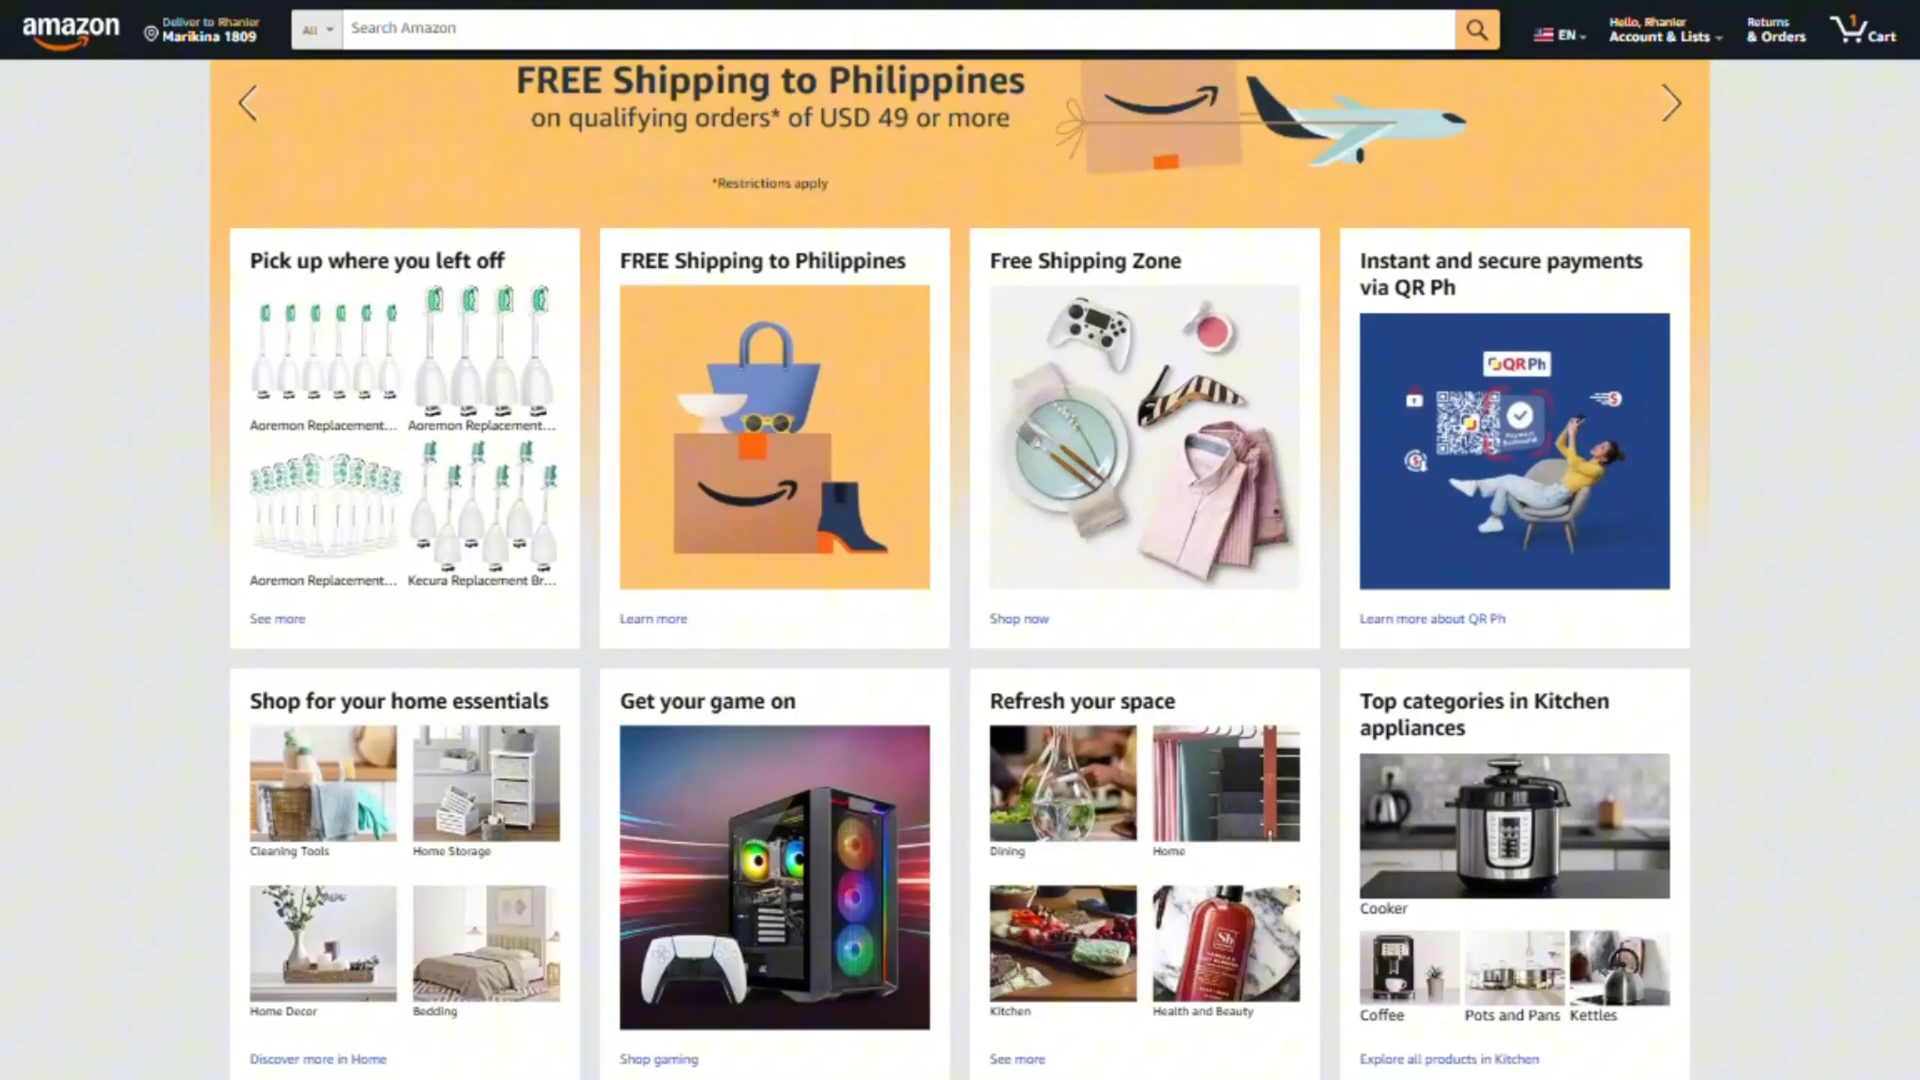 amazon
Deliver to Rhanier
Marikina 1809
All
Search Amazon
EN
Hello, Rhanier
Account & Lists
Returns
& Orders
1
Cart
FREE Shipping to Philippines
on qualifying orders* of USD 49 or more
*Restrictions apply
Pick up where you left off
Aoremon Replacement...
Aoremon Replacement...
Aoremon Replacement...
Kecura Replacement Br...
See more
FREE Shipping to Philippines
Learn more
Free Shipping Zone
Shop now
Instant and secure payments
via QR Ph
QRPh
Payment
Successful
Learn more about QR Ph
Shop for your home essentials
Cleaning Tools
Home Storage
Home Decor
Bedding
Discover more in Home
Get your game on
Shop gaming
Refresh your space
Dining
Home
Kitchen
Health and Beauty
See more
Top categories in Kitchen
appliances
Cooker
Coffee
Pots and Pans
Kettles
Explore all products in Kitchen